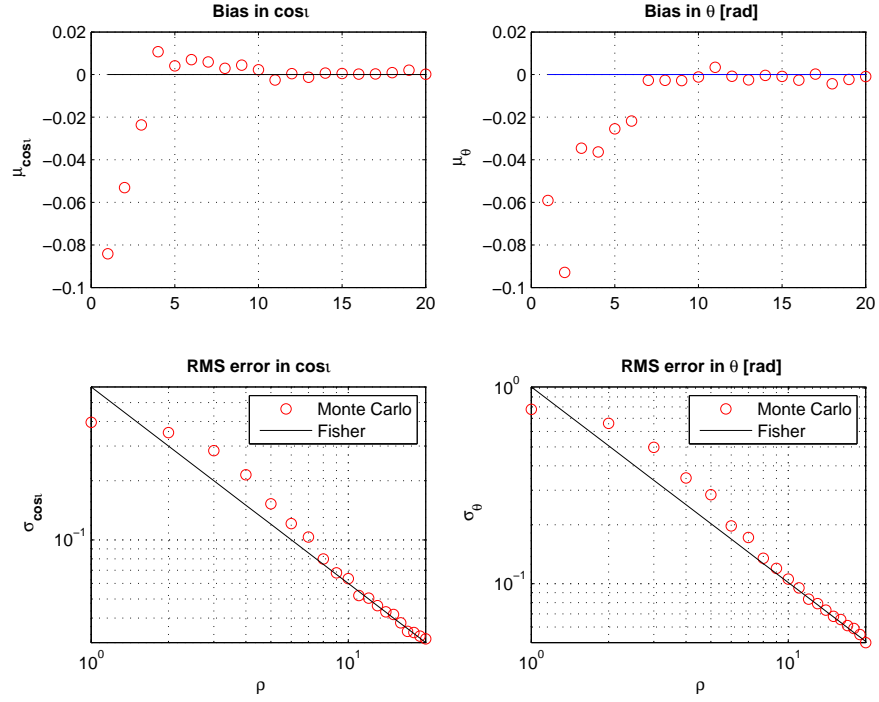 Bias in cosι
0.02
0
−0.02
−0.04
−0.06
−0.08
−0.1
0
5
10
15
20
μcosι
Bias in θ [rad]
0.02
0
−0.02
−0.04
−0.06
−0.08
−0.1
0
5
10
15
20
μθ
RMS error in cosι
10⁻¹
10⁰
10¹
σcosι
ρ
Monte Carlo
Fisher
RMS error in θ [rad]
10⁰
10⁻¹
10⁰
10¹
σθ
ρ
Monte Carlo
Fisher